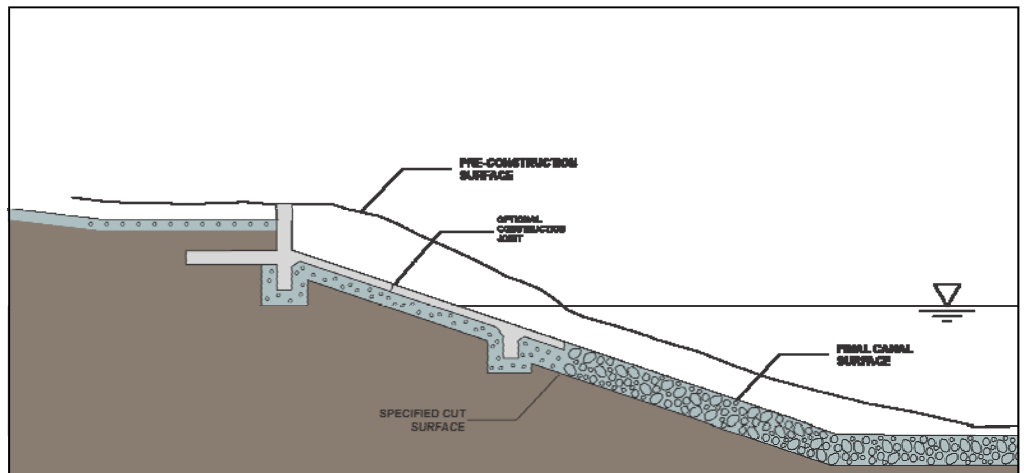 PRE-CONSTRUCTION
SURFACE
OPTIONAL
CONSTRUCTION
JOINT
FINAL CANAL
SURFACE
SPECIFIED CUT
SURFACE